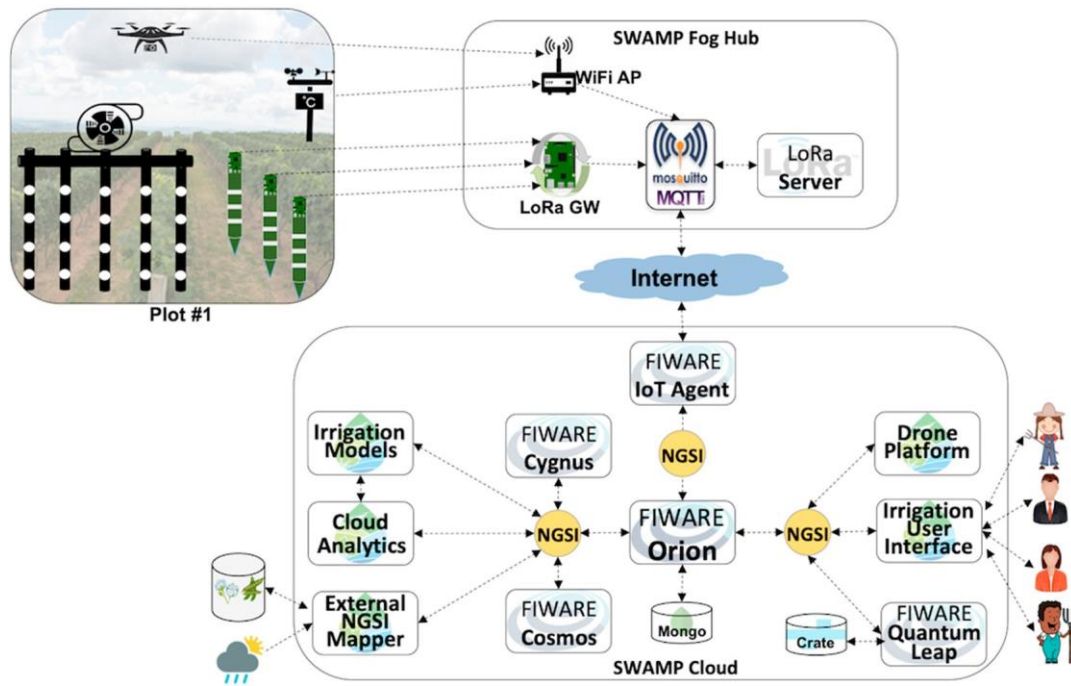 SWAMP Fog Hub
WiFi AP
°C
LoRa GW
mosquitto
MQTT
LoRa
LoRa
Server
Plot #1
Internet
FIWARE
IoT Agent
NGSI
Irrigation
Models
FIWARE
Cygnus
Drone
Platform
Cloud
Analytics
NGSI
FIWARE
Orion
NGSI
Irrigation
User
Interface
External
NGSI
Mapper
FIWARE
Cosmos
Mongo
Crate
FIWARE
Quantum
Leap
SWAMP Cloud